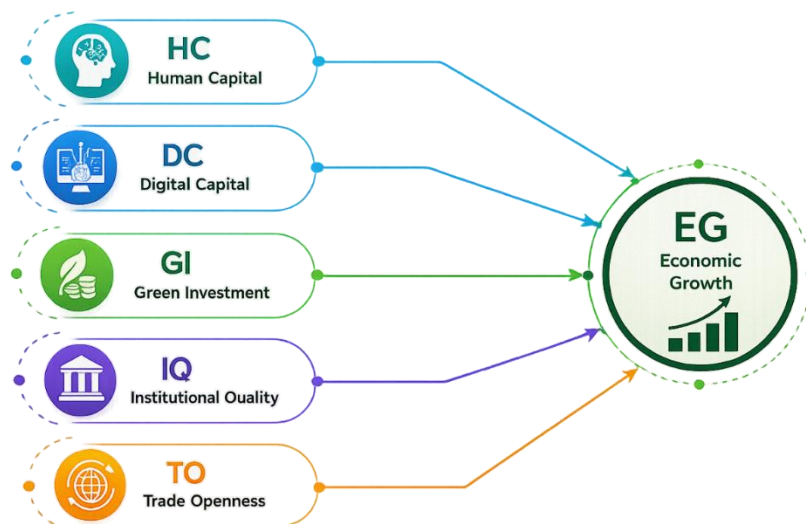 HC
Human Capital
DC
Digital Capital
GI
Green Investment
IQ
Institutional Ouality
TO
Trade Openness
EG
Economic
Growth